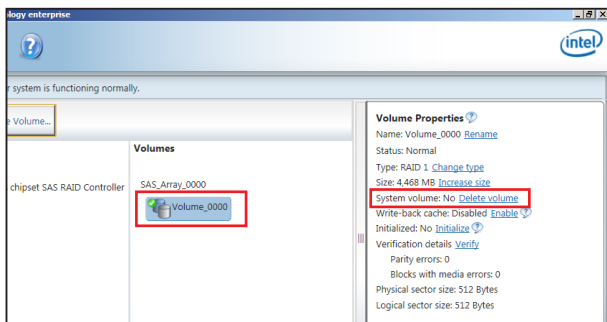 ology enterprise
intel
r system is functioning normally.
e Volume...
Volumes
chipset SAS RAID Controller
SAS_Array_0000
Volume_0000
Volume Properties
Name: Volume_0000 Rename
Status: Normal
Type: RAID 1 Change type
Size: 4,468 MB Increase size
System volume: No Delete volume
Write-back cache: Disabled Enable
Initialized: No Initialize
Verification details Verify
Parity errors: 0
Blocks with media errors: 0
Physical sector size: 512 Bytes
Logical sector size: 512 Bytes